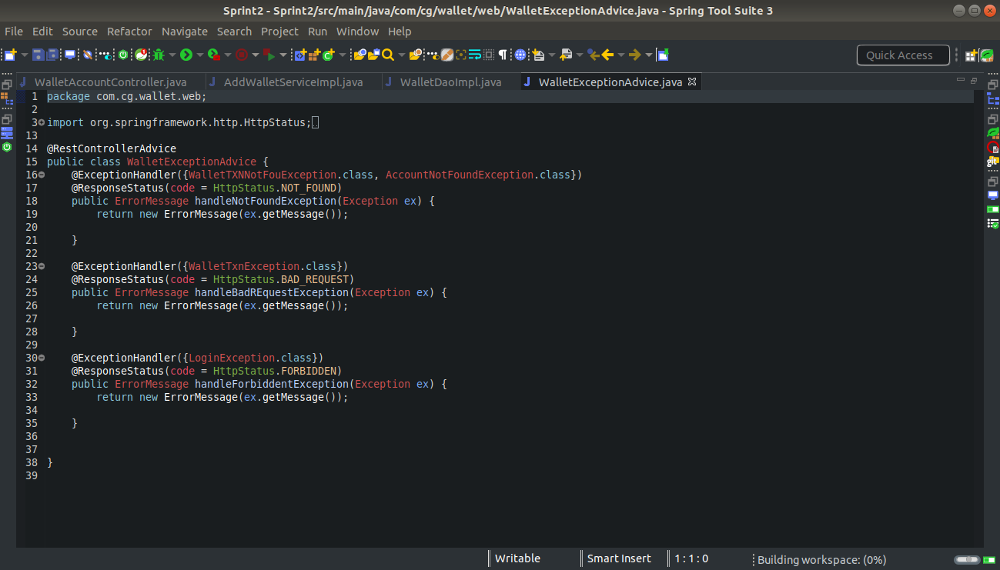 Sprint2 - Sprint2/src/main/java/com/cg/wallet/web/WalletExceptionAdvice.java - Spring Tool Suite 3
File Edit Source Refactor Navigate Search Project Run Window Help
Quick Access
WalletAccountController.java AddWalletServiceImpl.java WalletDaoImpl.java WalletExceptionAdvice.java
1 package com.cg.wallet.web;
2
3 import org.springframework.http.HttpStatus;
13
14 @RestControllerAdvice
15 public class WalletExceptionAdvice {
16 @ExceptionHandler({WalletTXNNotFouException.class, AccountNotFoundException.class})
17 @ResponseStatus(code = HttpStatus.NOT_FOUND)
18 public ErrorMessage handleNotFoundException(Exception ex) {
19 return new ErrorMessage(ex.getMessage());
20
21 }
22
23 @ExceptionHandler({WalletTxnException.class})
24 @ResponseStatus(code = HttpStatus.BAD_REQUEST)
25 public ErrorMessage handleBadREquestException(Exception ex) {
26 return new ErrorMessage(ex.getMessage());
27
28 }
29
30 @ExceptionHandler({LoginException.class})
31 @ResponseStatus(code = HttpStatus.FORBIDDEN)
32 public ErrorMessage handleForbiddentException(Exception ex) {
33 return new ErrorMessage(ex.getMessage());
34
35 }
36
37
38 }
39
git
Writable Smart Insert 1 : 1 : 0 Building workspace: (0%)